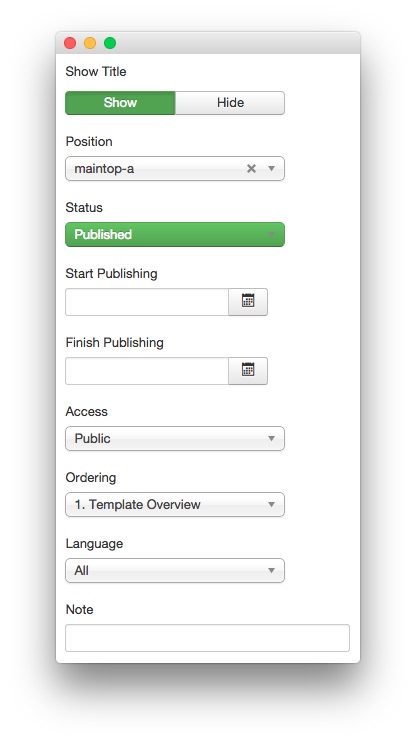 Show Title
Show Hide
Position
maintop-a
Status
Published
Start Publishing
Finish Publishing
Access
Public
Ordering
1. Template Overview
Language
All
Note